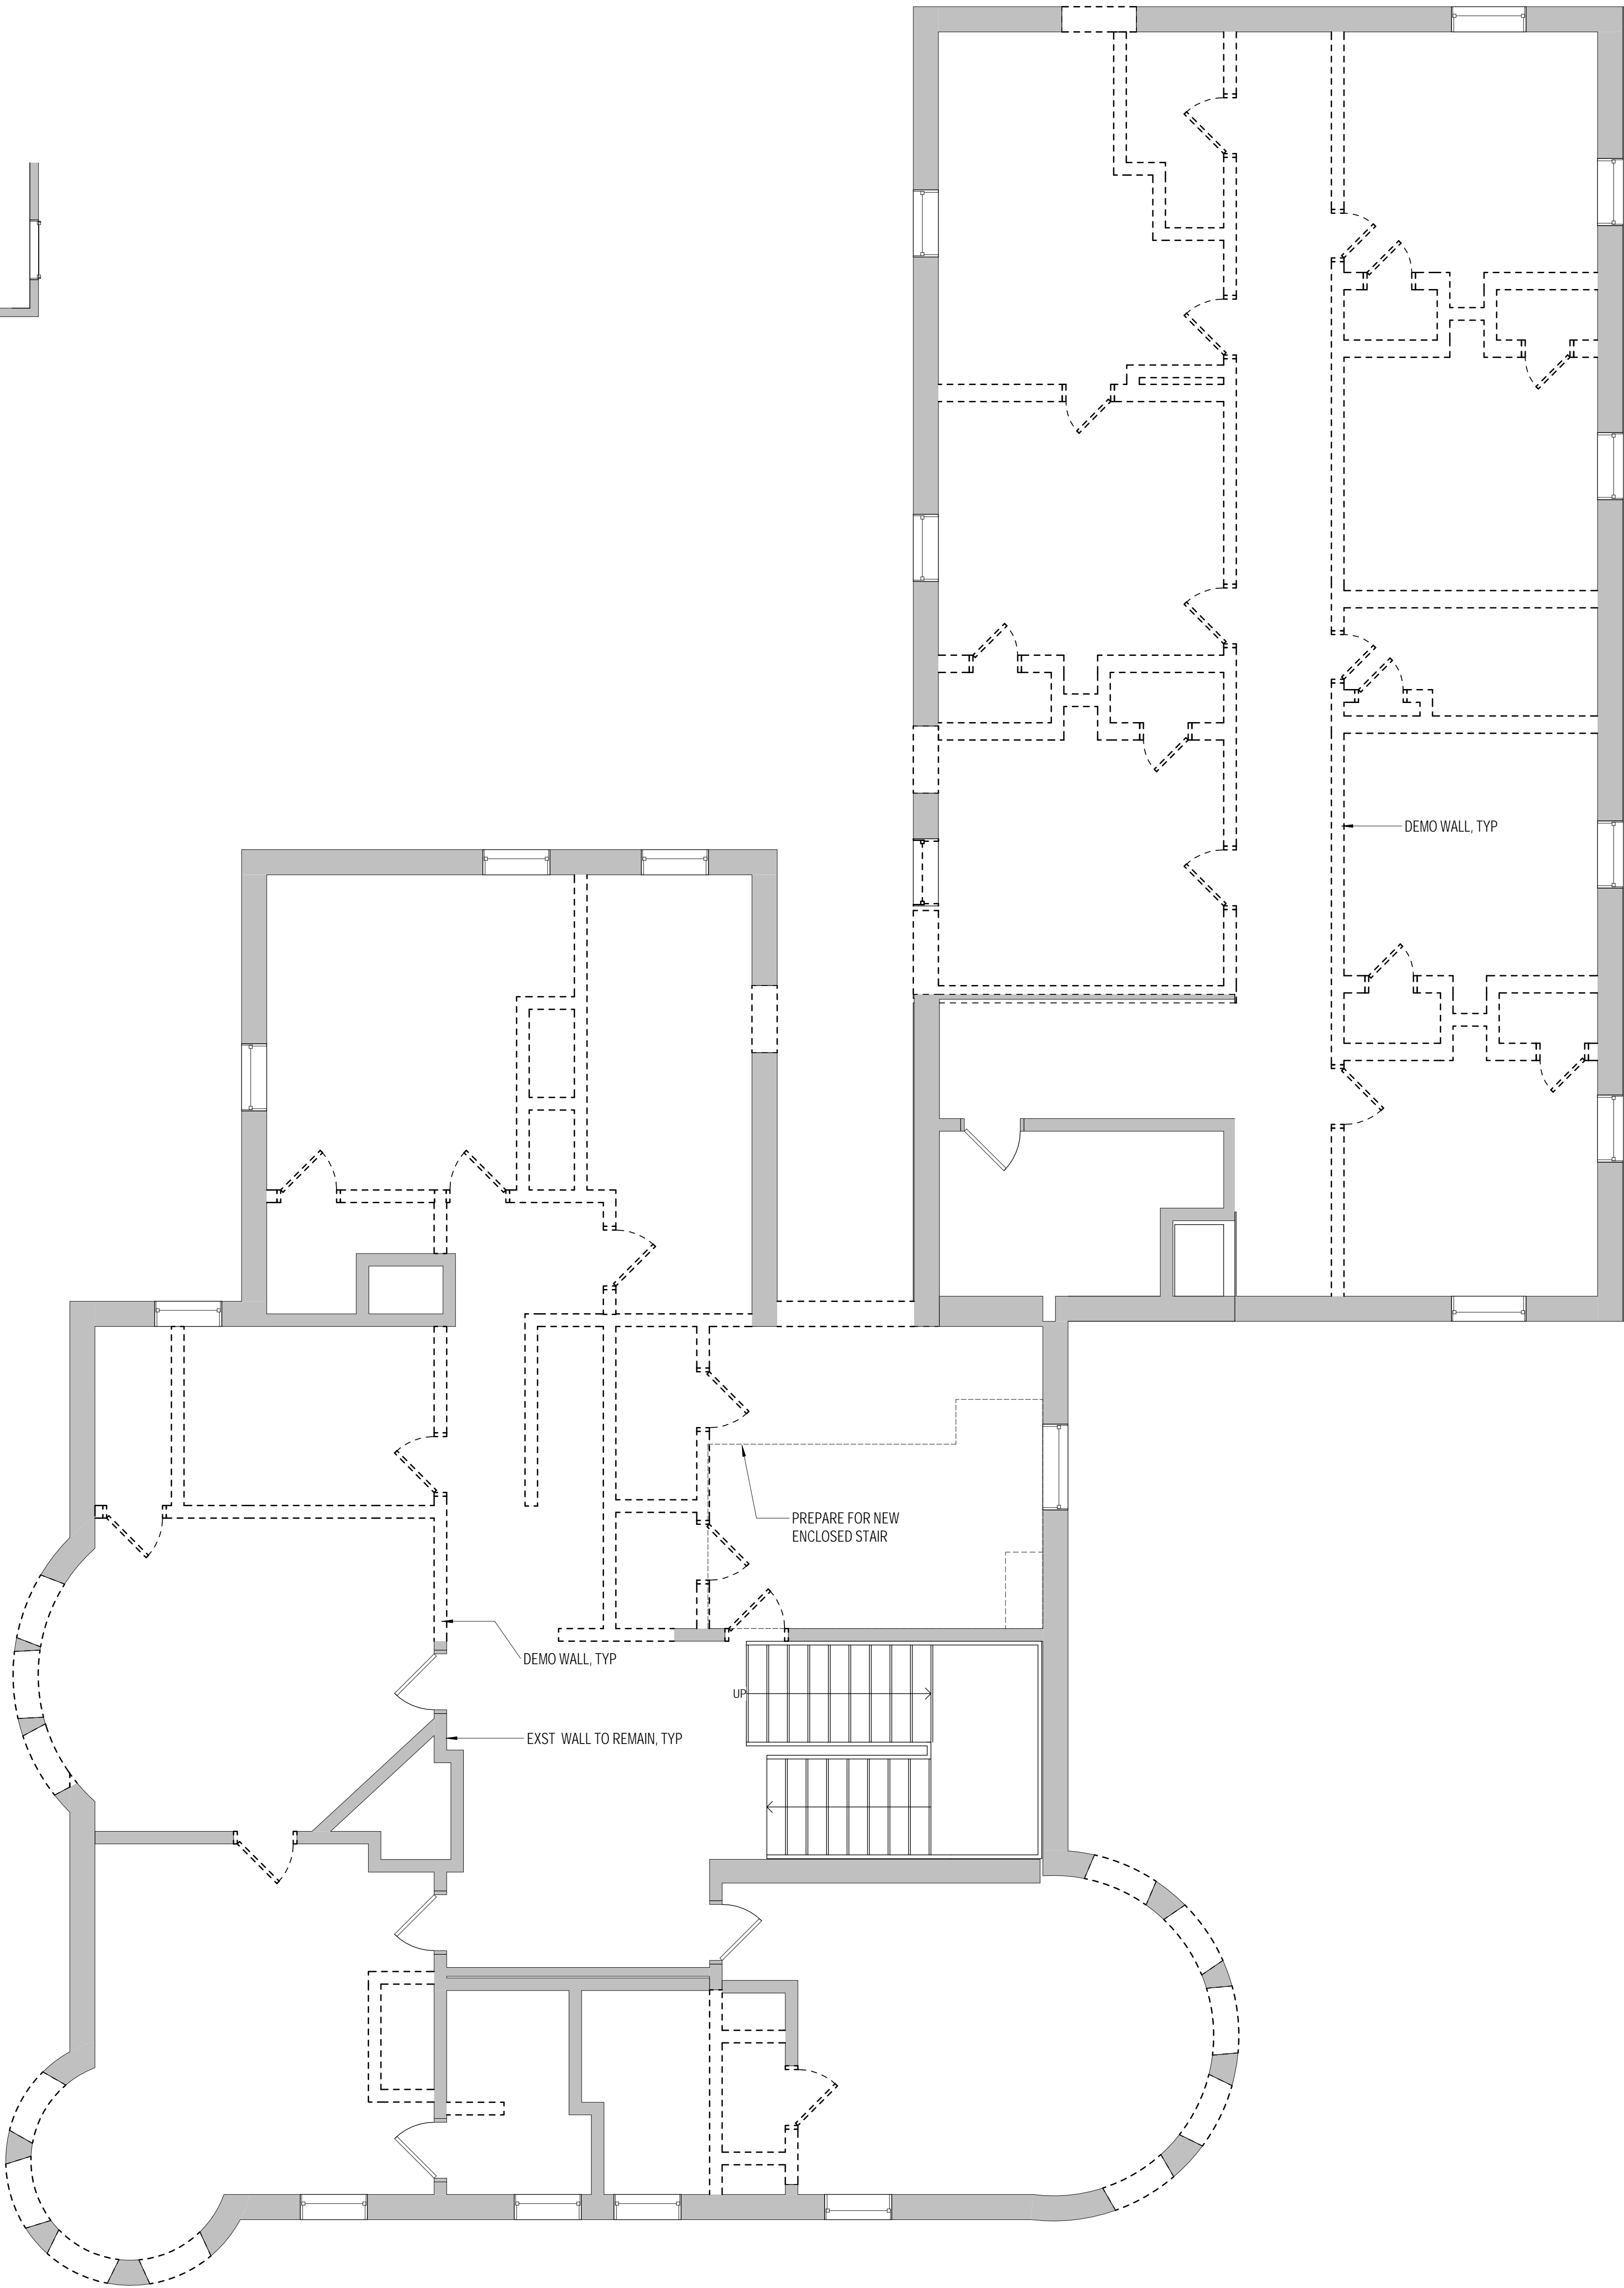 DEMO WALL, TYP
PREPARE FOR NEW
ENCLOSED STAIR
DEMO WALL, TYP
UP
EXST WALL TO REMAIN, TYP